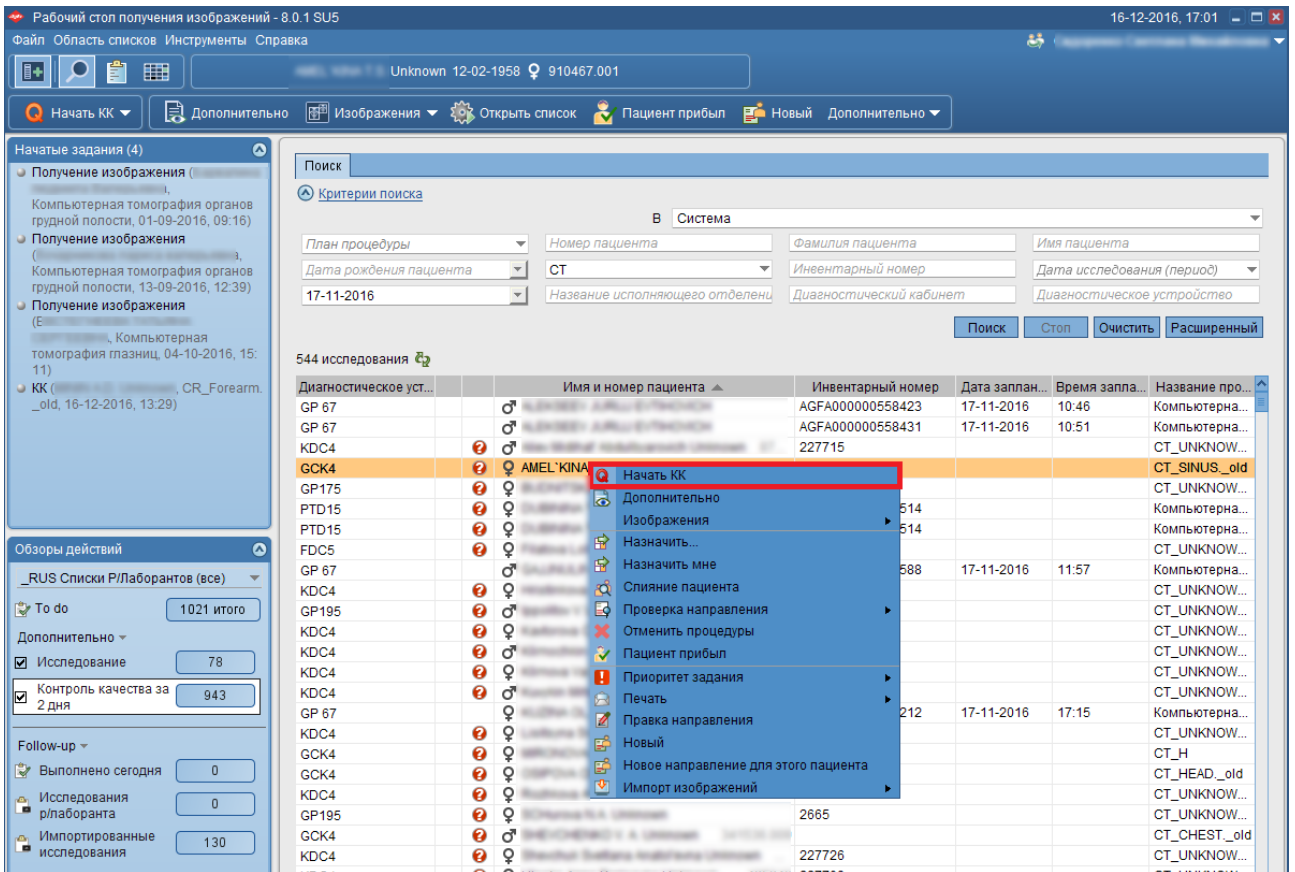 Рабочий стол получения изображений - 8.0.1 SU5
16-12-2016, 17:01
Файл Область списков Инструменты Справка
Unknown 12-02-1958 ♀ 910467.001
Начать КК Дополнительно Изображения Открыть список Пациент прибыл Новый Дополнительно
Начатые задания (4)
Получение изображения (
Компьютерная томография органов
грудной полости, 01-09-2016, 09:16)
Получение изображения
(
Компьютерная томография органов
грудной полости, 13-09-2016, 12:39)
Получение изображения
(
, Компьютерная
томография глазниц, 04-10-2016, 15:
11)
КК ( , CR_Forearm.
_old, 16-12-2016, 13:29)
Обзоры действий
_RUS Списки Р/Лаборантов (все)
To do 1021 итого
Дополнительно
Исследование 78
Контроль качества за 943
2 дня
Follow-up
Выполнено сегодня 0
Исследования 0
р/лаборанта
Импортированные 130
исследования
Поиск
Критерии поиска
В Система
План процедуры Номер пациента Фамилия пациента Имя пациента
Дата рождения пациента CT Инвентарный номер Дата исследования (период)
17-11-2016 Название исполняющего отделени Диагностический кабинет Диагностическое устройство
Поиск Стоп Очистить Расширенный
544 исследования
Диагностическое уст... Имя и номер пациента Инвентарный номер Дата заплан... Время запла... Название про...
GP 67 ♂ AGFA000000558423 17-11-2016 10:46 Компьютерна...
GP 67 ♂ AGFA000000558431 17-11-2016 10:51 Компьютерна...
KDC4 ♂ 227715 CT_UNKNOW...
GCK4 ♀ AMEL`KINA CT_SINUS._old
GP175 ♀ CT_UNKNOW...
PTD15 ♀ 514 Компьютерна...
PTD15 ♀ 514 Компьютерна...
FDC5 ♀ CT_UNKNOW...
GP 67 ♂ 588 17-11-2016 11:57 Компьютерна...
KDC4 ♀ CT_UNKNOW...
GP195 ♂ CT_UNKNOW...
KDC4 ♀ CT_UNKNOW...
KDC4 ♂ CT_UNKNOW...
KDC4 ♀ CT_UNKNOW...
KDC4 ♂ CT_UNKNOW...
GP 67 ♀ 212 17-11-2016 17:15 Компьютерна...
KDC4 ♀ CT_UNKNOW...
GCK4 ♀ CT_H
GCK4 ♀ CT_HEAD._old
KDC4 ♀ CT_UNKNOW...
GP195 ♀ 2665 CT_UNKNOW...
GCK4 ♂ CT_CHEST._old
KDC4 ♀ 227726 CT_UNKNOW...
Начать КК
Дополнительно
Изображения
Назначить...
Назначить мне
Слияние пациента
Проверка направления
Отменить процедуры
Пациент прибыл
Приоритет задания
Печать
Правка направления
Новый
Новое направление для этого пациента
Импорт изображений